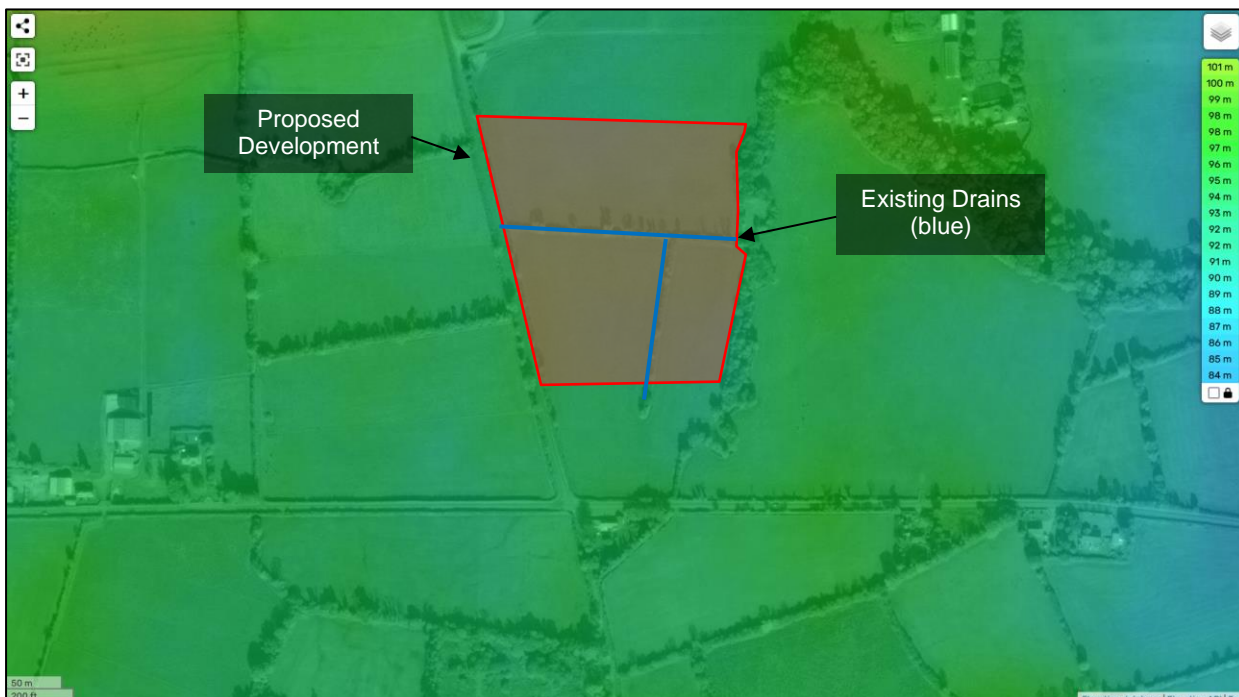 Proposed
Development
Existing Drains
(blue)
+
−
101 m
100 m
99 m
98 m
98 m
97 m
96 m
95 m
94 m
93 m
92 m
92 m
91 m
90 m
89 m
88 m
87 m
86 m
85 m
84 m
50 m
200 ft